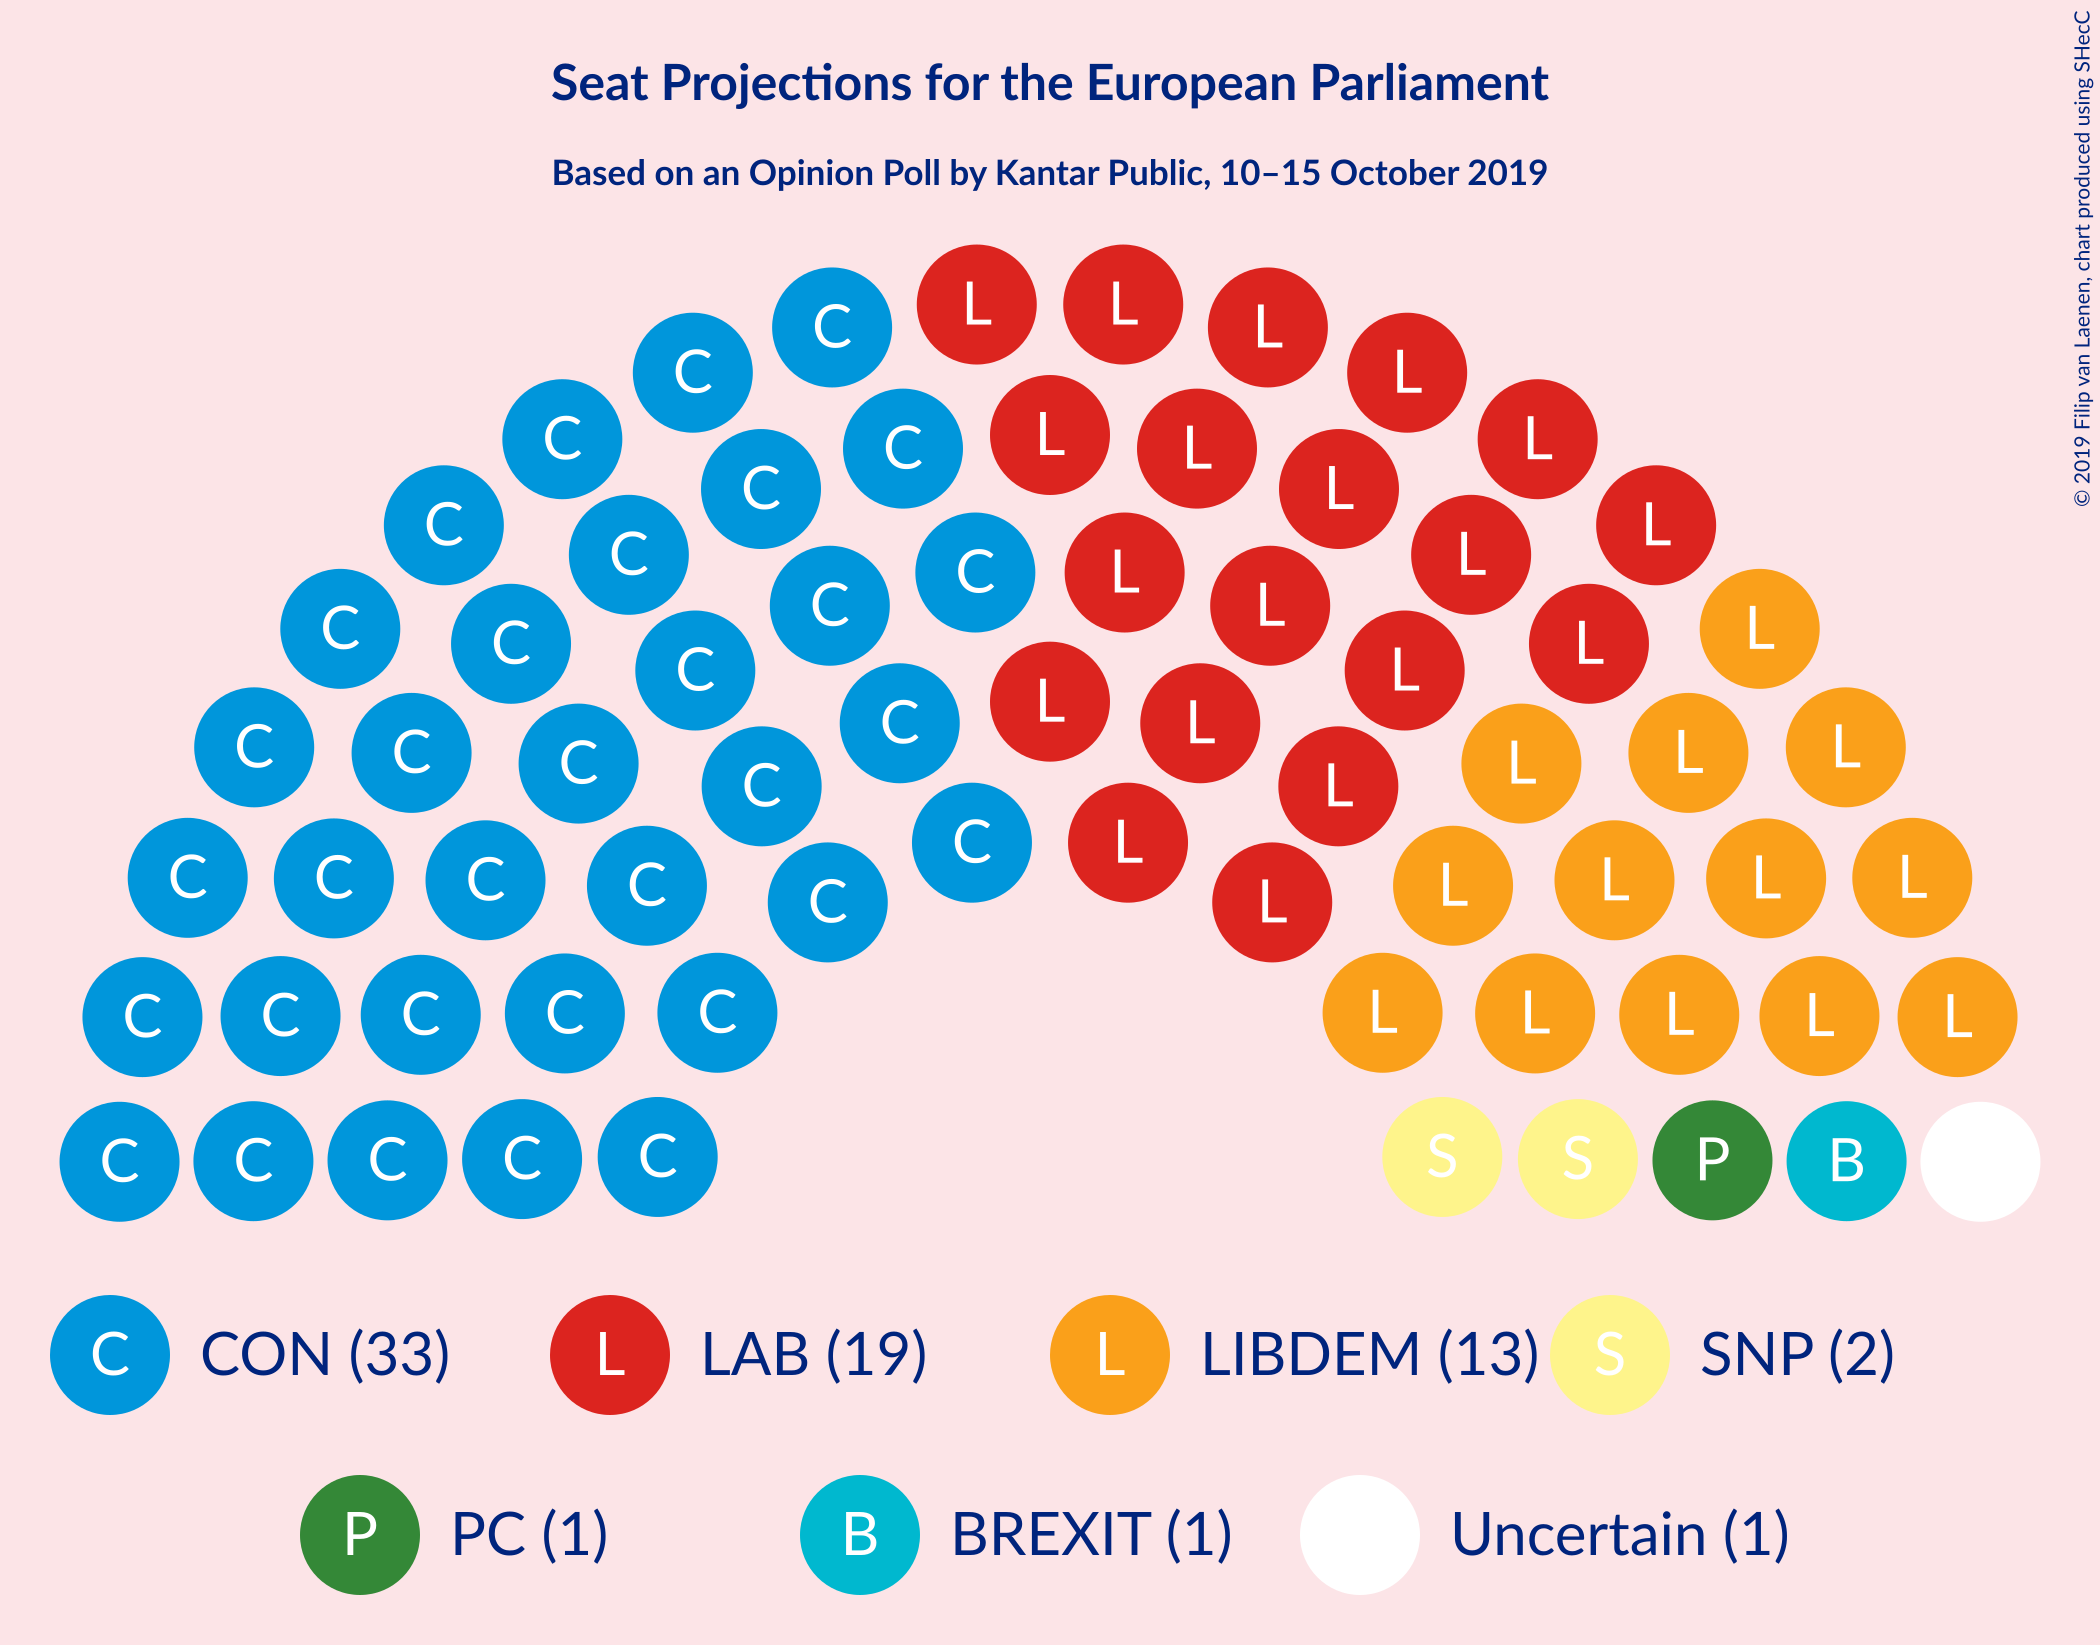 Seat Projections for the European Parliament
Based on an Opinion Poll by Kantar Public, 10–15 October 2019
© 2019 Filip van Laenen, chart produced using SHecC
C L L L
C L
C C L L L
C L L
C C C L L L
C C L L
C C C L L L
C C C L L L
C C C C L L L L
C C C C C L L L L L
C C C C C L L L L L
C C C C C S S P B
C CON (33) L LAB (19) L LIBDEM (13) S SNP (2)
P PC (1) B BREXIT (1) Uncertain (1)